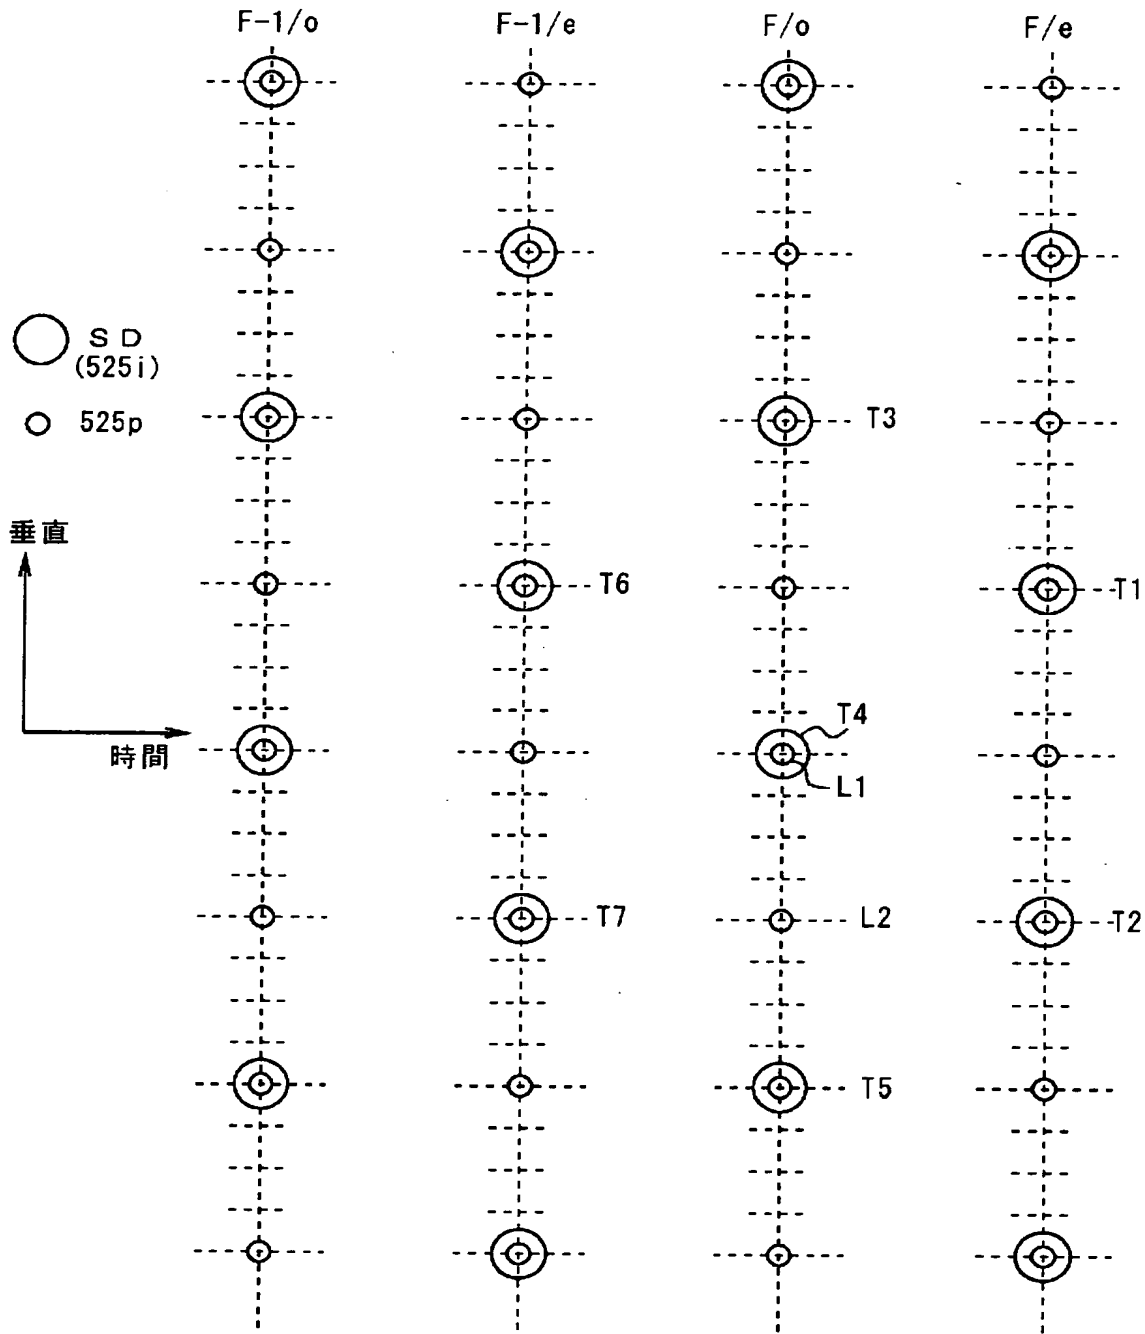 F-1/o F-1/e F/o F/e
SD
(525i)
525p
T3
垂直
T6 T1
T4
時間
L1
T7 L2 T2
T5